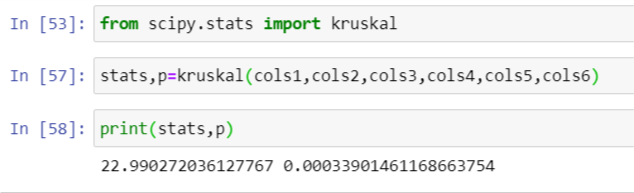 In [53]: from scipy.stats import kruskal
In [57]: stats,p=kruskal(cols1,cols2,cols3,cols4,cols5,cols6)
In [58]: print(stats,p)
22.990272036127767 0.00033901461168663754